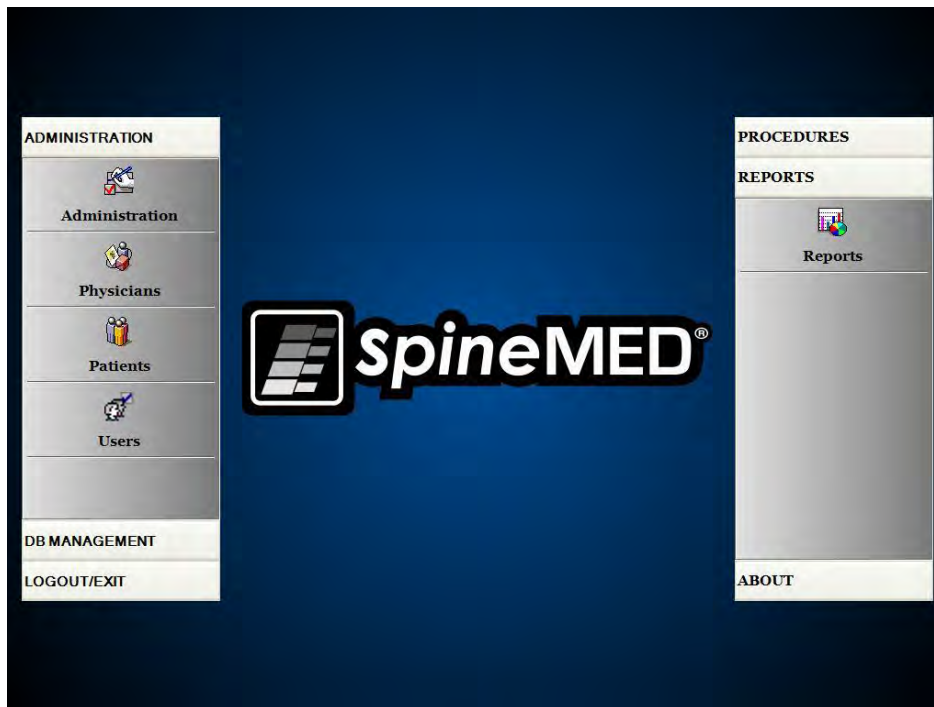 ADMINISTRATION
Administration
Physicians
Patients
Users
DB MANAGEMENT
LOGOUT/EXIT
SpineMED®
PROCEDURES
REPORTS
Reports
ABOUT